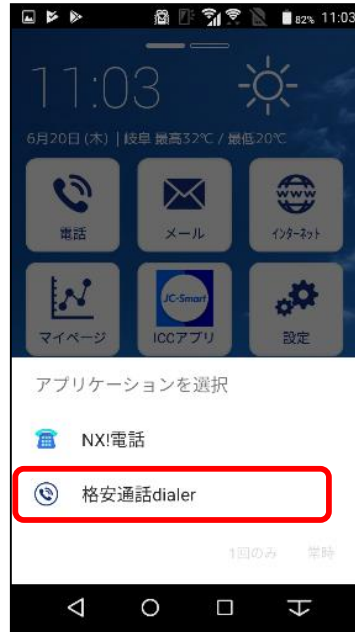 82% 11:03
11:03
6月20日 (木) | 岐阜 最高32℃ / 最低20℃
電話
メール
www
インターネット
マイページ
JC-Smart
ICCアプリ
設定
アプリケーションを選択
NX!電話
格安通話dialer
1回のみ 常時